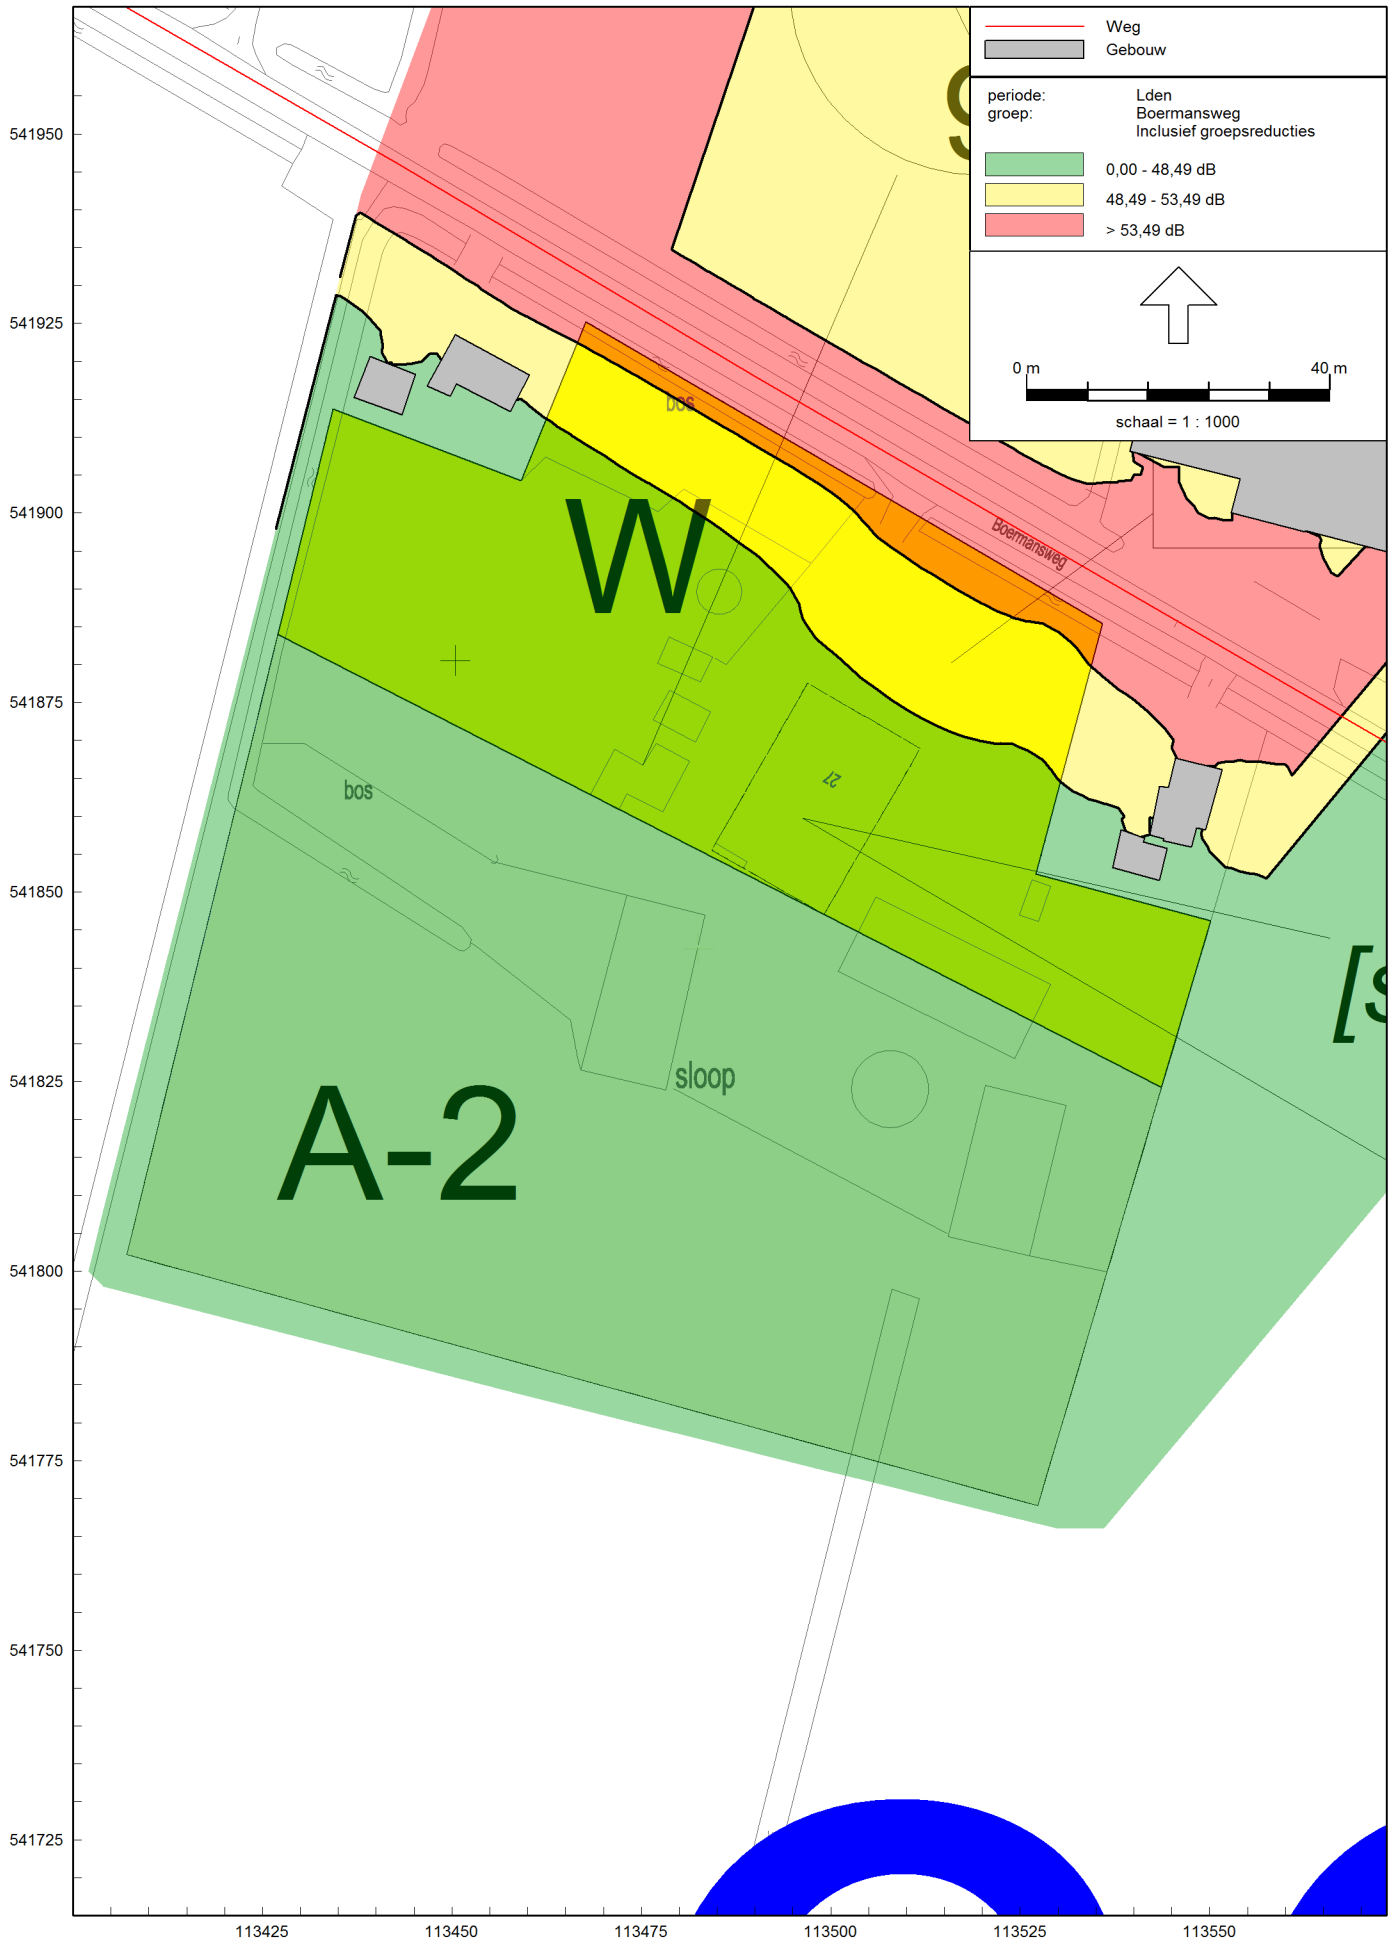 Weg
Gebouw
periode: Lden
groep: Boermansweg
Inclusief groepsreducties
0,00 - 48,49 dB
48,49 - 53,49 dB
> 53,49 dB
0 m 40 m
schaal = 1 : 1000
541950
541925
541900
541875
541850
541825
541800
541775
541750
541725
bos
W
Boermansweg
27
bos
[s
sloop
A-2
113425 113450 113475 113500 113525 113550